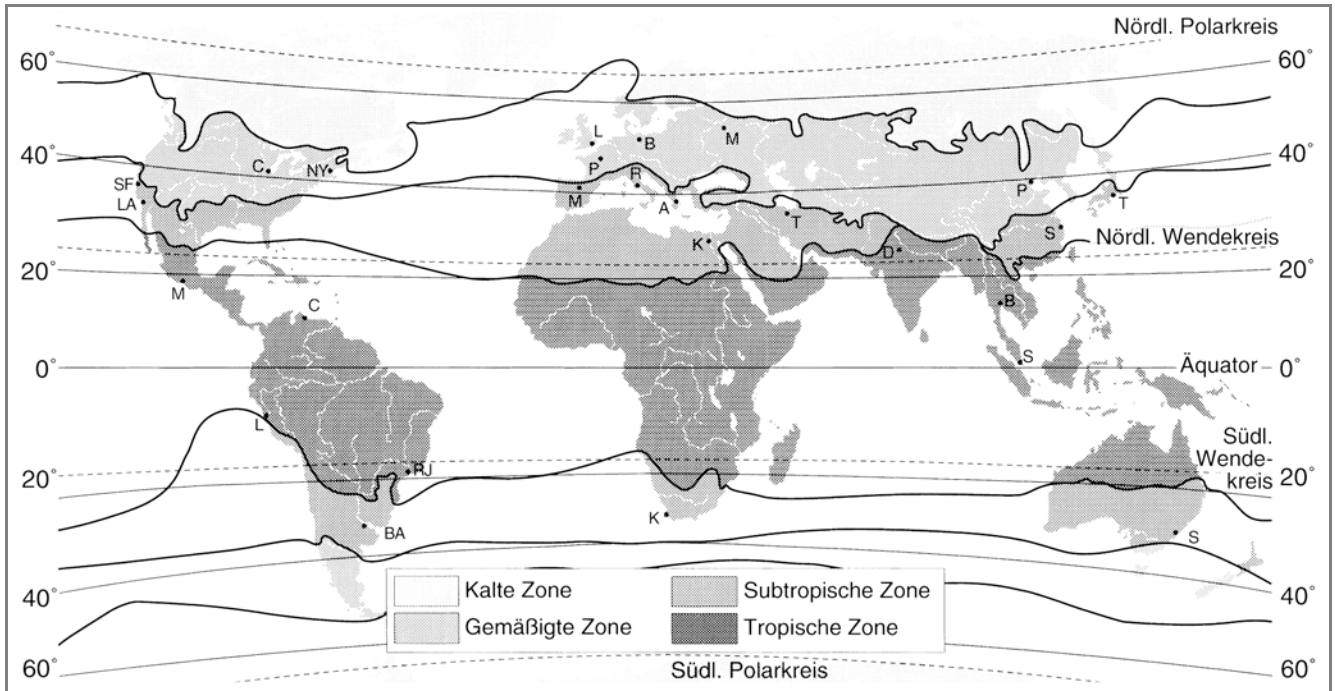 Nördl. Polarkreis
60° 60°
L
B
M
40° 40°
C NY
P
SF
R
M
P
LA
A
T
T
K
S
Nördl. Wendekreis
D
20° 20°
M
B
C
S
0° Äquator 0°
L
Südl.
Wende-
kreis
RJ
20° 20°
K
BA
S
Kalte Zone Subtropische Zone
40° 40°
Gemäßigte Zone Tropische Zone
60° Südl. Polarkreis 60°